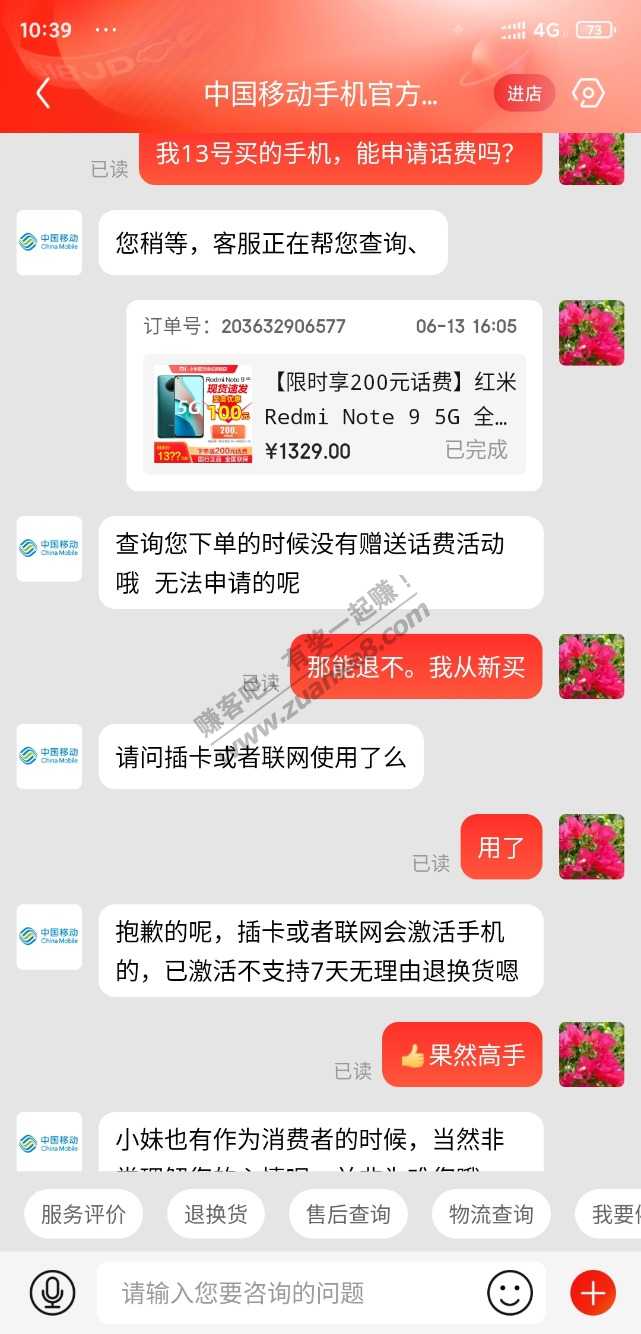 10:39 ... 4G 73
中国移动手机官方... 进店
我13号买的手机，能申请话费吗？
已读
中国移动
China Mobile
您稍等，客服正在帮您查询、
订单号：203632906577 06-13 16:05
【限时享200元话费】红米
Redmi Note 9 5G 全…
¥1329.00 已完成
Redmi Note 9
现货速发
5G
100元
200
13??
下单送200元话费
中国移动
China Mobile
查询您下单的时候没有赠送话费活动
哦 无法申请的呢
那能退不。我从新买
已读
赚客吧，有奖一起赚！
www.zuanke8.com
中国移动
China Mobile
请问插卡或者联网使用了么
用了
已读
中国移动
China Mobile
抱歉的呢，插卡或者联网会激活手机
的，已激活不支持7天无理由退换货嗯
👍果然高手
已读
中国移动
China Mobile
小妹也有作为消费者的时候，当然非
服务评价 退换货 售后查询 物流查询 我要
请输入您要咨询的问题